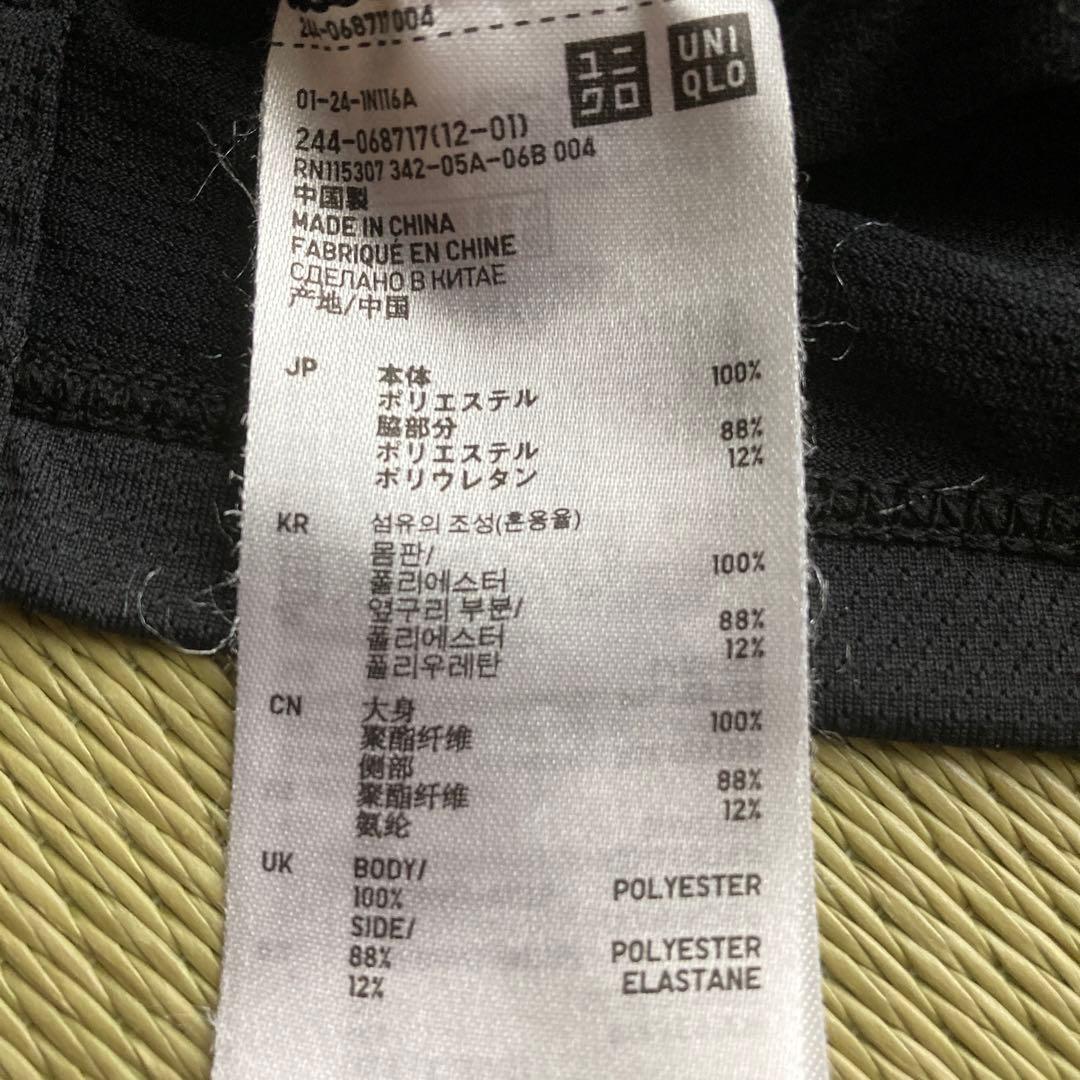 244-068717004
ユニ
クロ
UNI
QLO
01-24-1N116A
244-068717(12-01)
RN115307 342-05A-06B 004
中国製
MADE IN CHINA
FABRIQUÉ EN CHINE
СДЕЛАНО В КИТАЕ
产地/中国
JP 本体
ポリエステル 100%
脇部分
ポリエステル 88%
ポリウレタン 12%
KR 섬유의 조성(혼용율)
몸판/
폴리에스터 100%
옆구리 부분/
폴리에스터 88%
폴리우레탄 12%
CN 大身
聚酯纤维 100%
侧部
聚酯纤维 88%
氨纶 12%
UK BODY/
100% POLYESTER
SIDE/
88% POLYESTER
12% ELASTANE